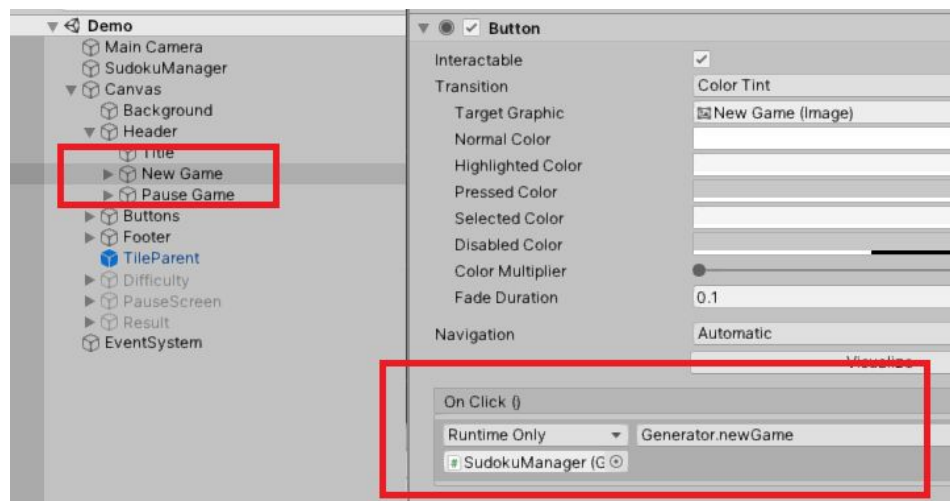 Demo
Main Camera
SudokuManager
Canvas
Background
Header
Title
New Game
Pause Game
Buttons
Footer
TileParent
Difficulty
PauseScreen
Result
EventSystem
Button
Interactable
Transition Color Tint
Target Graphic New Game (Image)
Normal Color
Highlighted Color
Pressed Color
Selected Color
Disabled Color
Color Multiplier
Fade Duration 0.1
Navigation Automatic
Visualize
On Click ()
Runtime Only Generator.newGame
SudokuManager (G